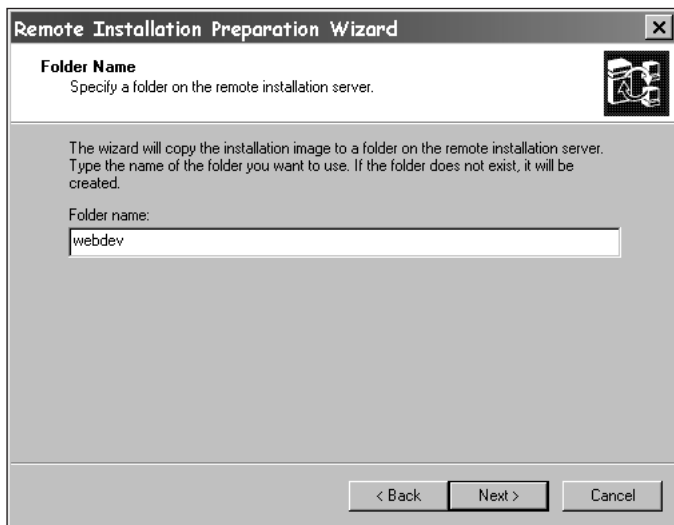 Remote Installation Preparation Wizard
Folder Name
Specify a folder on the remote installation server.
The wizard will copy the installation image to a folder on the remote installation server.
Type the name of the folder you want to use. If the folder does not exist, it will be
created.
Folder name:
webdev
< Back Next > Cancel